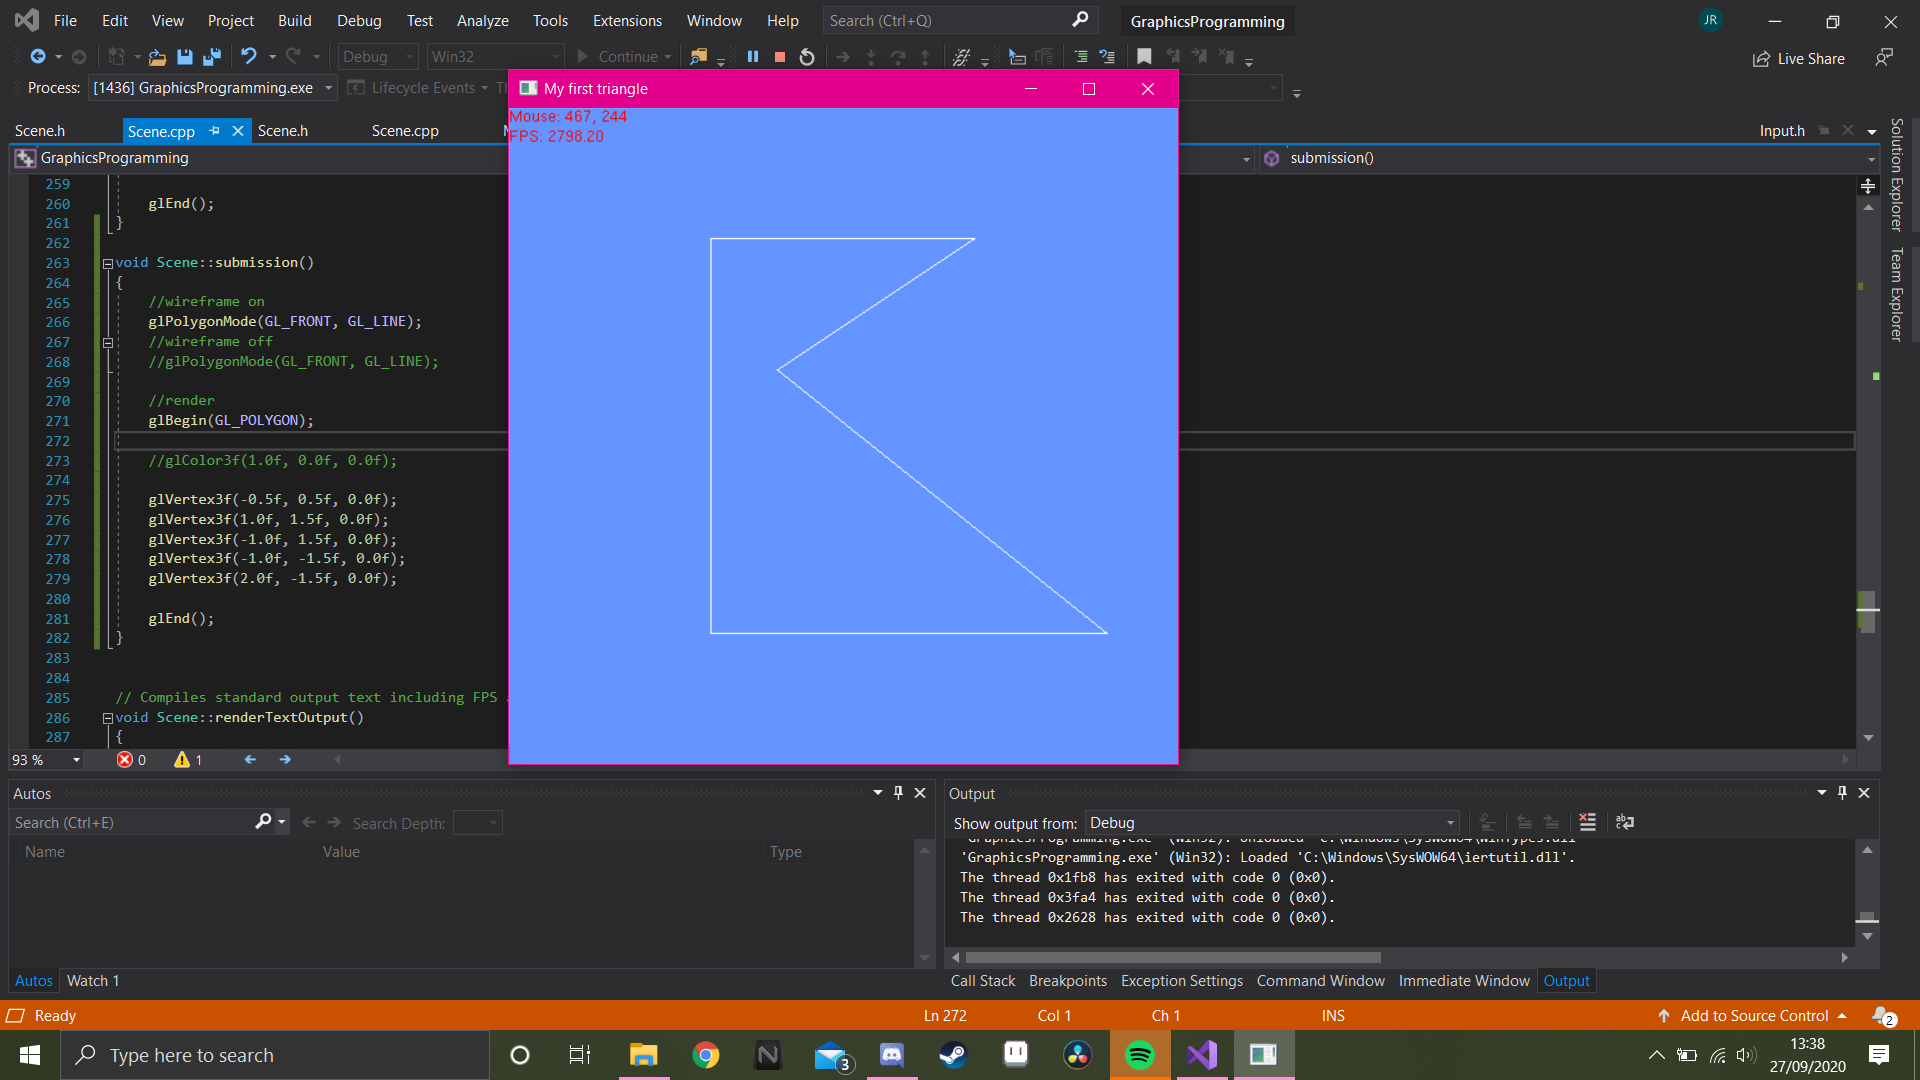 File Edit View Project Build Debug Test Analyze Tools Extensions Window Help Search (Ctrl+Q) GraphicsProgramming JR
Debug Win32 Continue Live Share
Process: [1436] GraphicsProgramming.exe Lifecycle Events
My first triangle
Mouse: 467, 244
FPS: 2798.20
Scene.h Scene.cpp Scene.h Scene.cpp Input.h
GraphicsProgramming submission()
Solution Explorer
Team Explorer
259
260 glEnd();
261 }
262
263 void Scene::submission()
264 {
265 //wireframe on
266 glPolygonMode(GL_FRONT, GL_LINE);
267 //wireframe off
268 //glPolygonMode(GL_FRONT, GL_LINE);
269
270 //render
271 glBegin(GL_POLYGON);
272
273 //glColor3f(1.0f, 0.0f, 0.0f);
274
275 glVertex3f(-0.5f, 0.5f, 0.0f);
276 glVertex3f(1.0f, 1.5f, 0.0f);
277 glVertex3f(-1.0f, 1.5f, 0.0f);
278 glVertex3f(-1.0f, -1.5f, 0.0f);
279 glVertex3f(2.0f, -1.5f, 0.0f);
280
281 glEnd();
282 }
283
284
285 // Compiles standard output text including FPS
286 void Scene::renderTextOutput()
287 {
93 % 0 1
Autos
Search (Ctrl+E) Search Depth:
Name Value Type
Autos Watch 1
Output
Show output from: Debug
'GraphicsProgramming.exe' (Win32): Unloaded 'C:\Windows\SysWOW64\WinTypes.dll'
'GraphicsProgramming.exe' (Win32): Loaded 'C:\Windows\SysWOW64\iertutil.dll'.
The thread 0x1fb8 has exited with code 0 (0x0).
The thread 0x3fa4 has exited with code 0 (0x0).
The thread 0x2628 has exited with code 0 (0x0).
Call Stack Breakpoints Exception Settings Command Window Immediate Window Output
Ready Ln 272 Col 1 Ch 1 INS Add to Source Control 2
Type here to search 3 13:38
27/09/2020